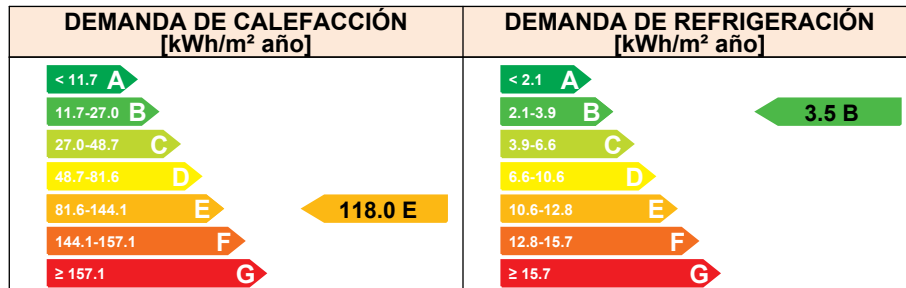 DEMANDA DE CALEFACCIÓN
[kWh/m² año]
< 11.7 A
11.7-27.0 B
27.0-48.7 C
48.7-81.6 D
81.6-144.1 E
118.0 E
144.1-157.1 F
≥ 157.1 G
DEMANDA DE REFRIGERACIÓN
[kWh/m² año]
< 2.1 A
2.1-3.9 B
3.5 B
3.9-6.6 C
6.6-10.6 D
10.6-12.8 E
12.8-15.7 F
≥ 15.7 G